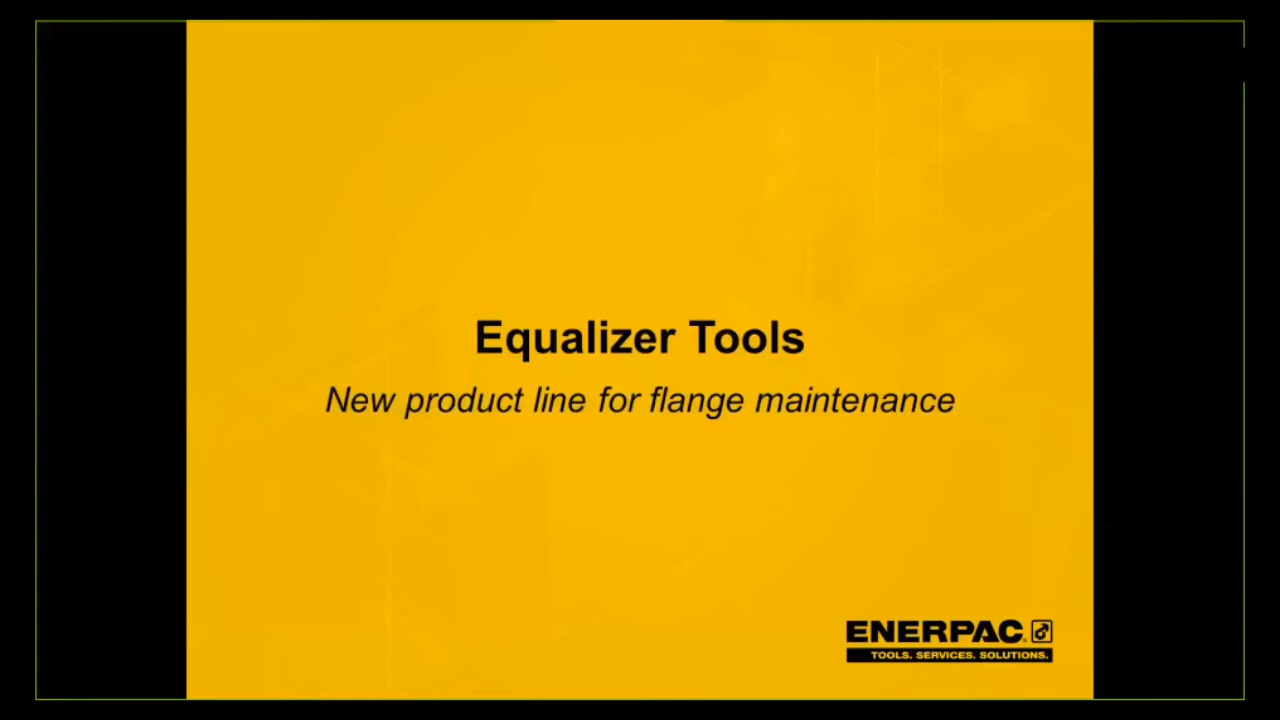 Equalizer Tools
New product line for flange maintenance
ENERPAC®
TOOLS. SERVICES. SOLUTIONS.